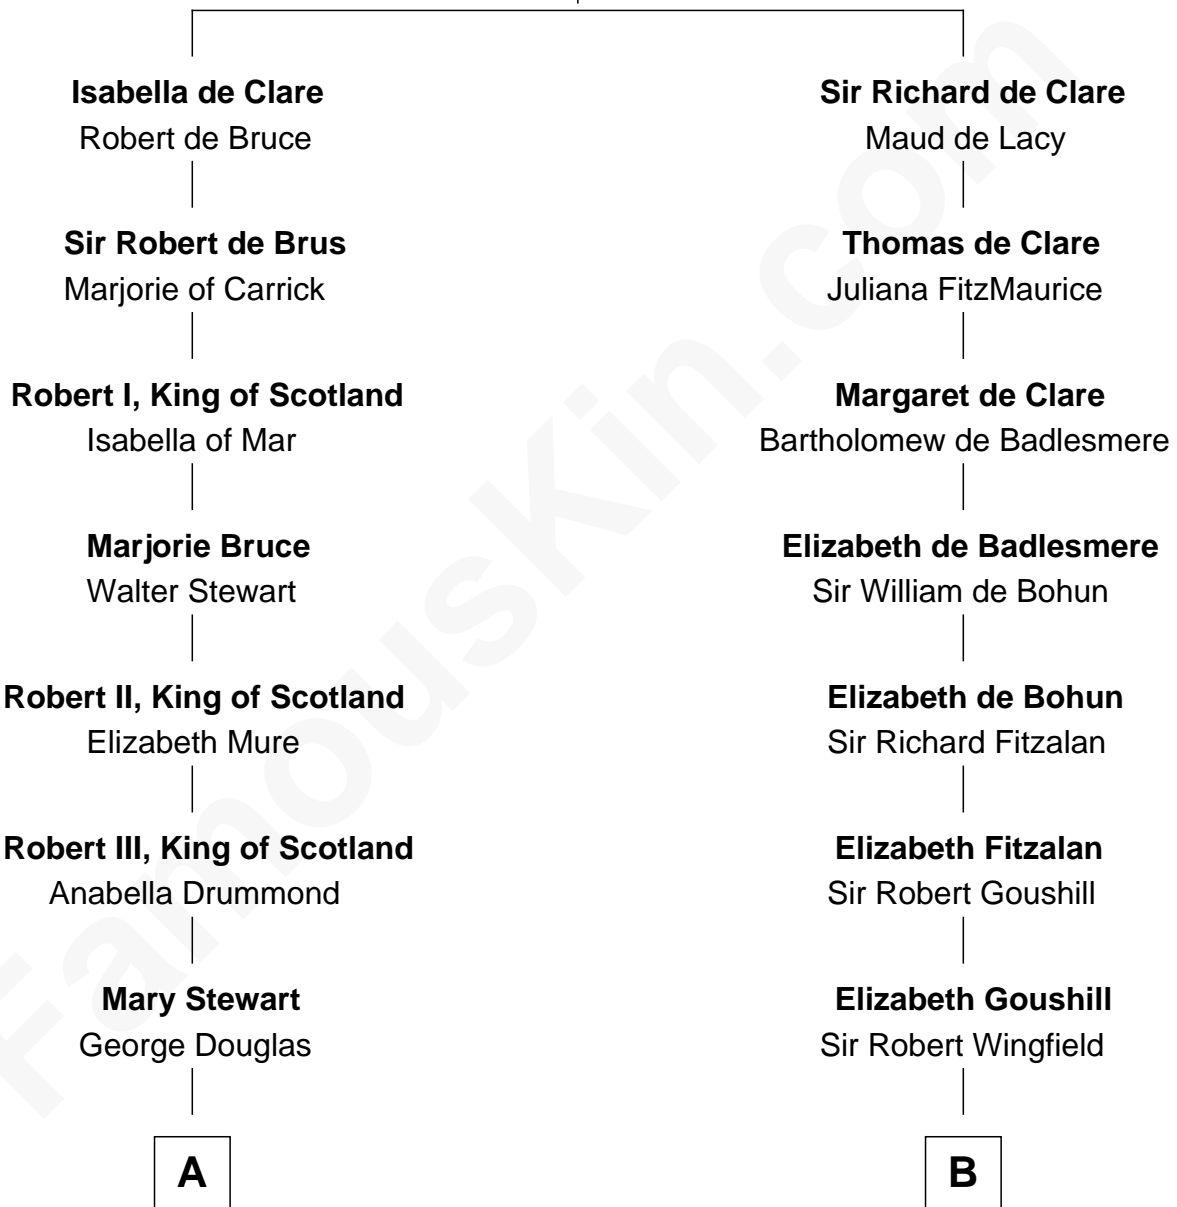 Isabella de Clare
Robert de Bruce
Sir Robert de Brus
Marjorie of Carrick
Robert I, King of Scotland
Isabella of Mar
Marjorie Bruce
Walter Stewart
Robert II, King of Scotland
Elizabeth Mure
Robert III, King of Scotland
Anabella Drummond
Mary Stewart
George Douglas
A
Sir Richard de Clare
Maud de Lacy
Thomas de Clare
Juliana FitzMaurice
Margaret de Clare
Bartholomew de Badlesmere
Elizabeth de Badlesmere
Sir William de Bohun
Elizabeth de Bohun
Sir Richard Fitzalan
Elizabeth Fitzalan
Sir Robert Goushill
Elizabeth Goushill
Sir Robert Wingfield
B
FamousKin.com